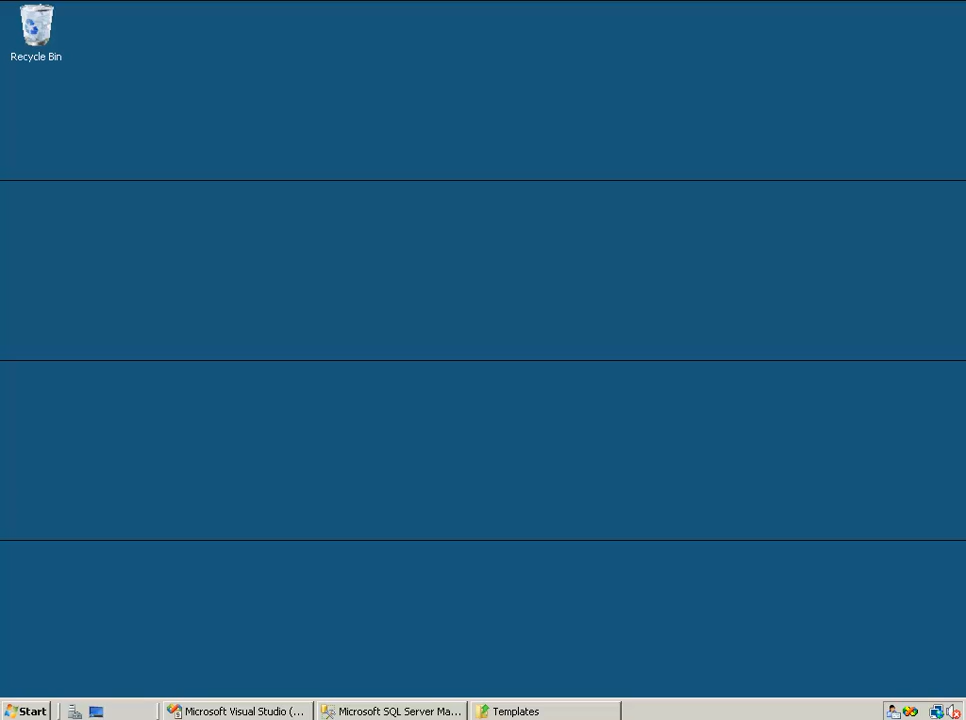 Recycle Bin
Start
Microsoft Visual Studio (...
Microsoft SQL Server Ma...
Templates